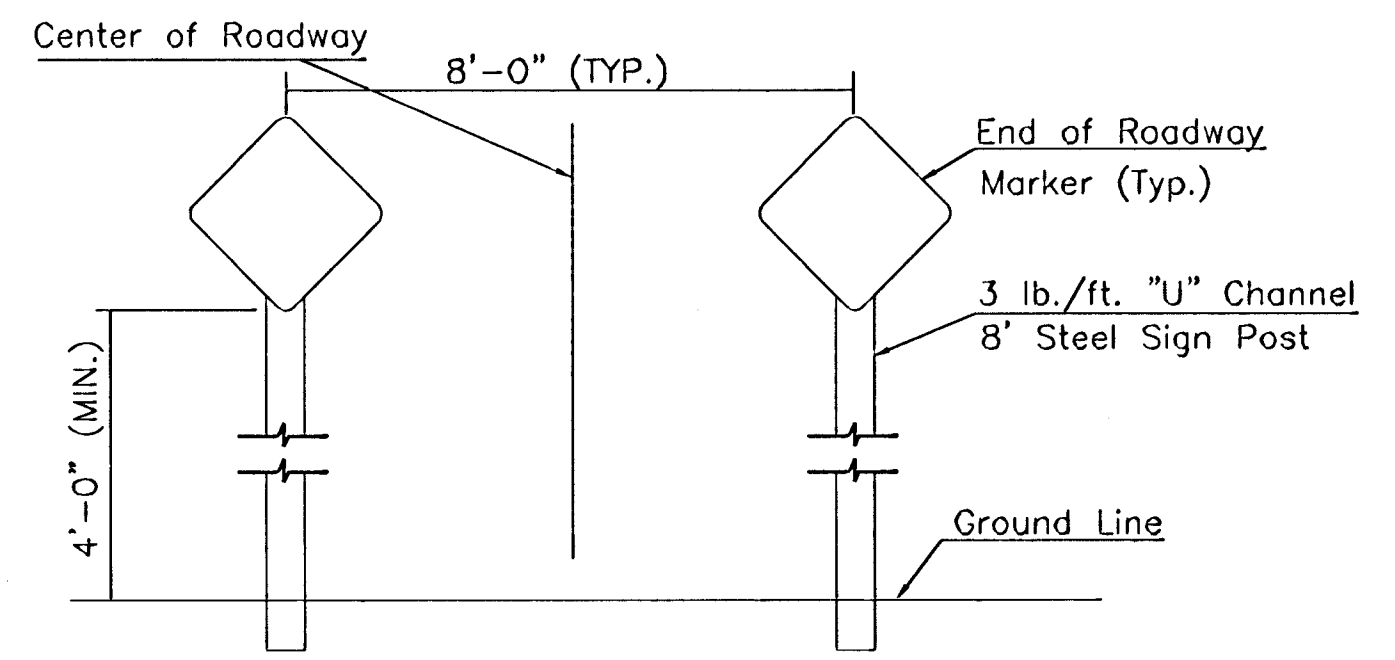 Center of Roadway
8'-0" (TYP.)
End of Roadway
Marker (Typ.)
3 lb./ft. "U" Channel
8' Steel Sign Post
4'-0" (MIN.)
Ground Line